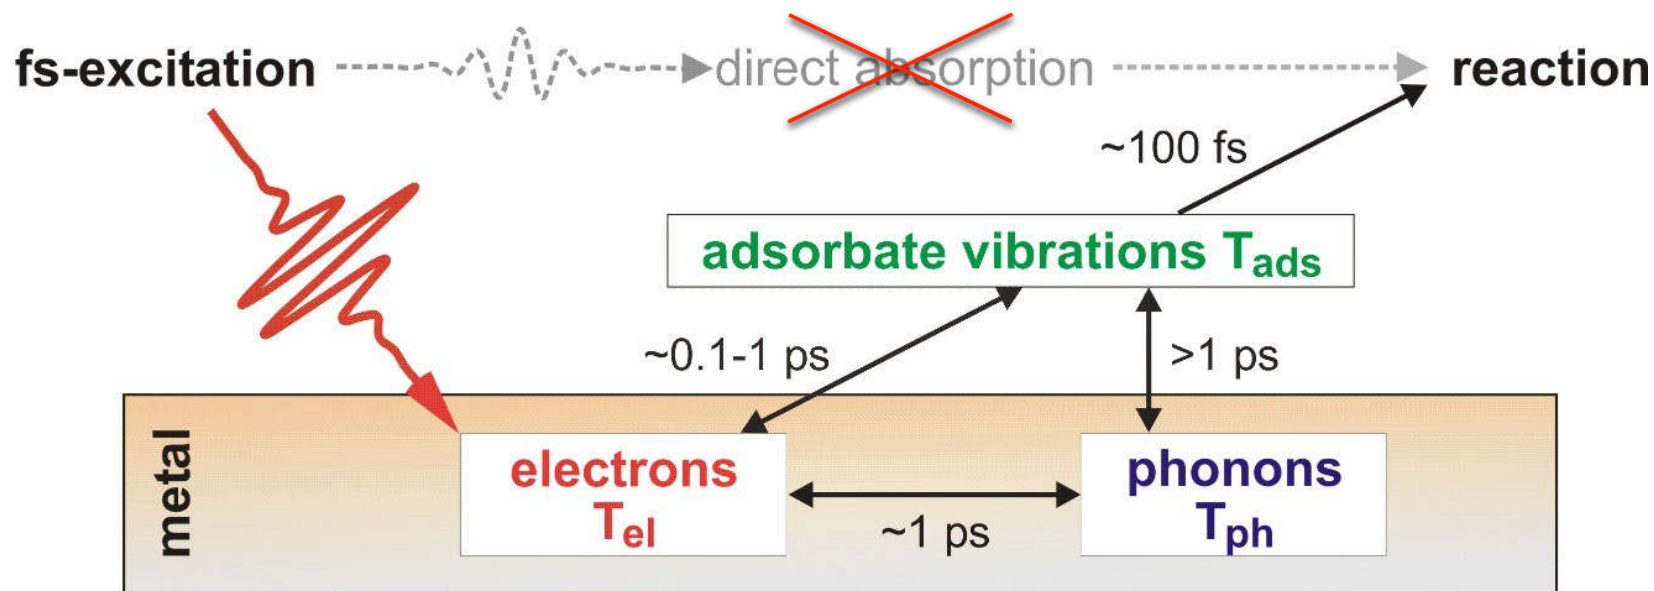 fs-excitation
direct absorption
reaction
~100 fs
adsorbate vibrations Tads
~0.1-1 ps
>1 ps
metal
electrons
Tel
~1 ps
phonons
Tph